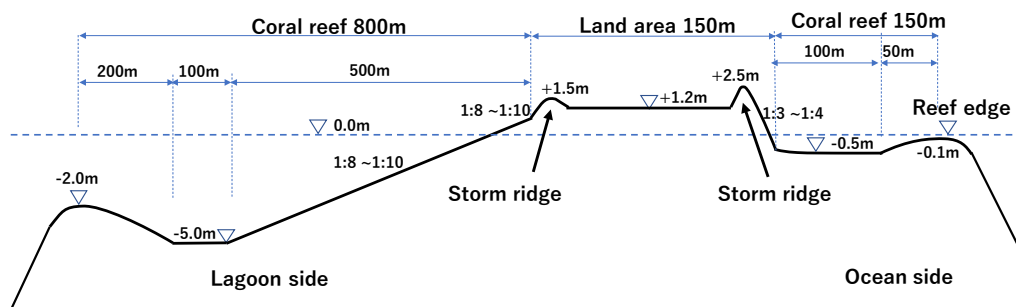 Coral reef 800m
Land area 150m
Coral reef 150m
200m
100m
500m
100m
50m
+1.5m
+2.5m
+1.2m
1:8 ~1:10
1:3 ~1:4
Reef edge
0.0m
-0.5m
-0.1m
1:8 ~1:10
-2.0m
Storm ridge
Storm ridge
-5.0m
Lagoon side
Ocean side